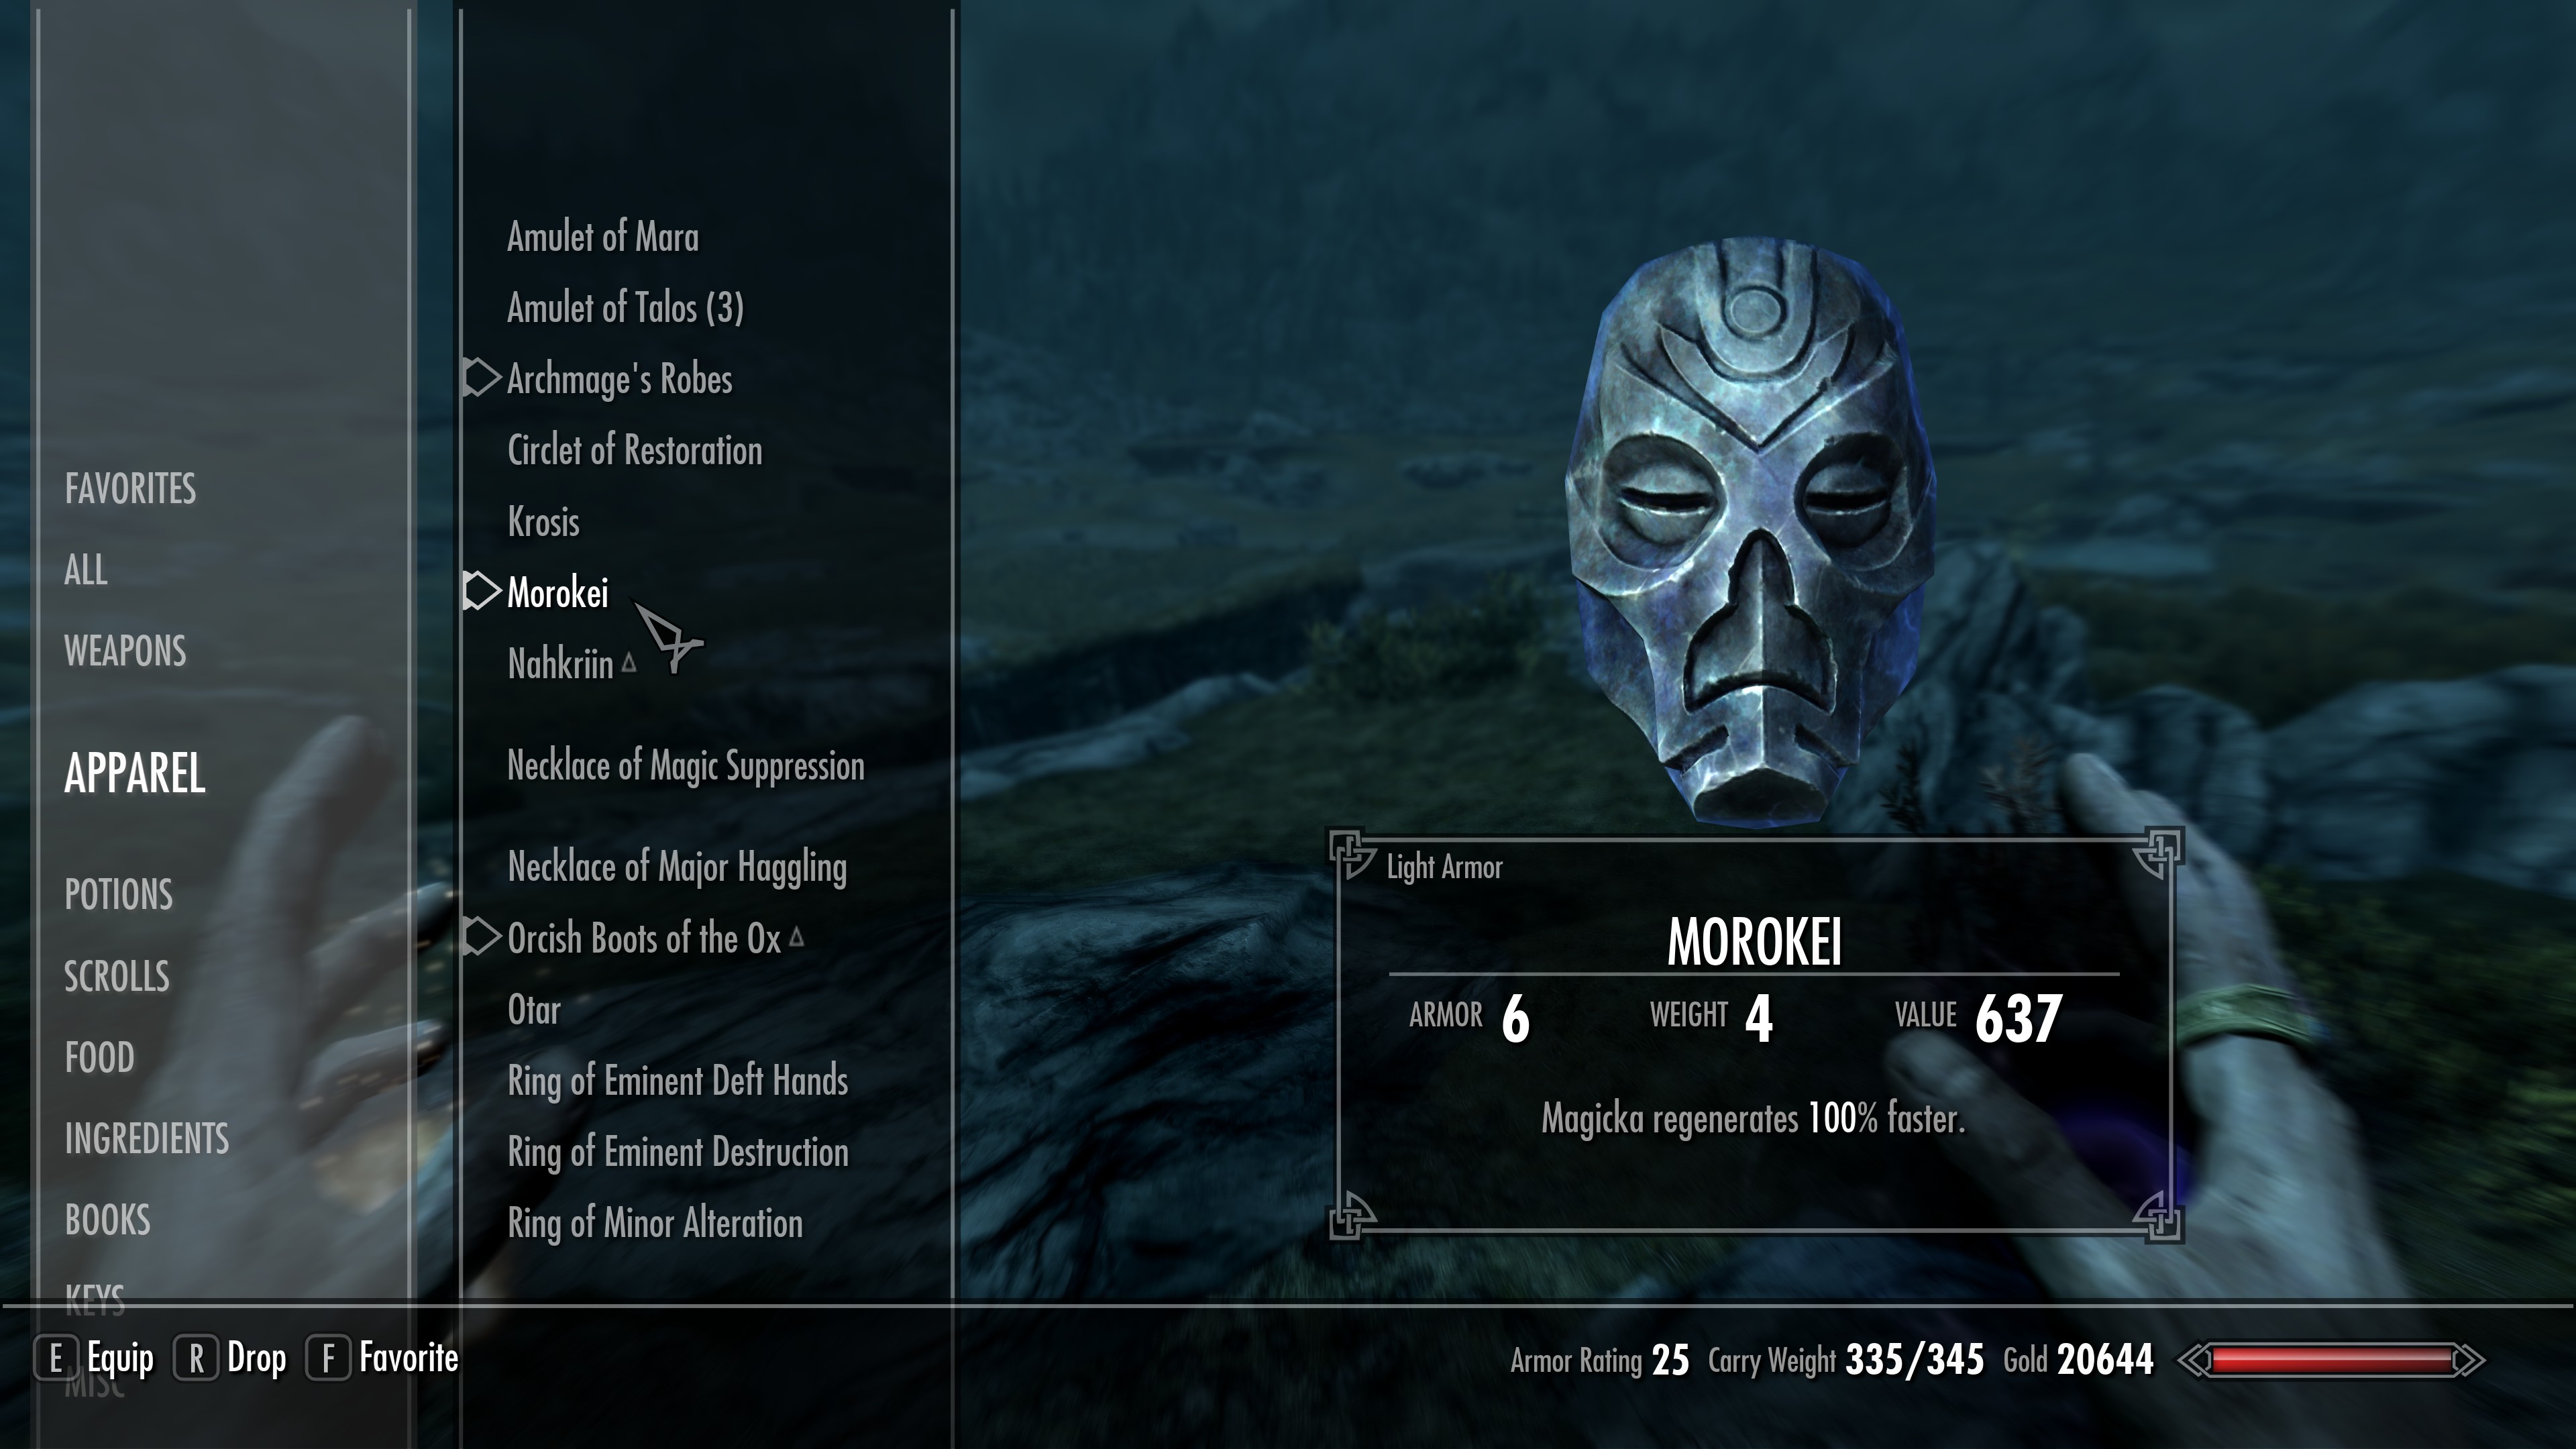 FAVORITES
ALL
WEAPONS
APPAREL
POTIONS
SCROLLS
FOOD
INGREDIENTS
BOOKS
KEYS
MISC
Amulet of Mara
Amulet of Talos (3)
Archmage's Robes
Circlet of Restoration
Krosis
Morokei
Nahkriin
Necklace of Magic Suppression
Necklace of Major Haggling
Orcish Boots of the Ox
Otar
Ring of Eminent Deft Hands
Ring of Eminent Destruction
Ring of Minor Alteration
Light Armor
MOROKEI
ARMOR 6 WEIGHT 4 VALUE 637
Magicka regenerates 100% faster.
E Equip R Drop F Favorite
Armor Rating 25 Carry Weight 335/345 Gold 20644